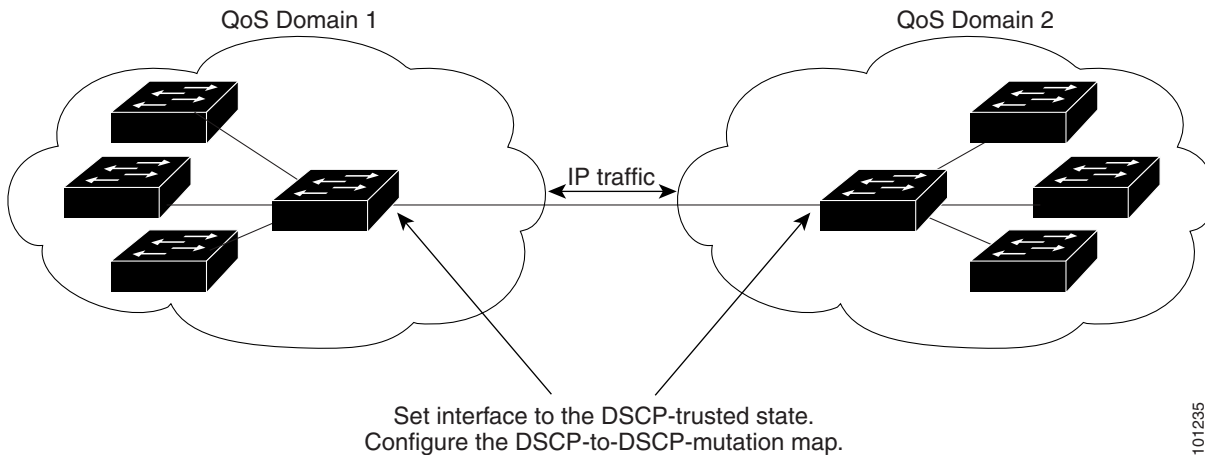 QoS Domain 1
QoS Domain 2
IP traffic
Set interface to the DSCP-trusted state.
Configure the DSCP-to-DSCP-mutation map.
101235